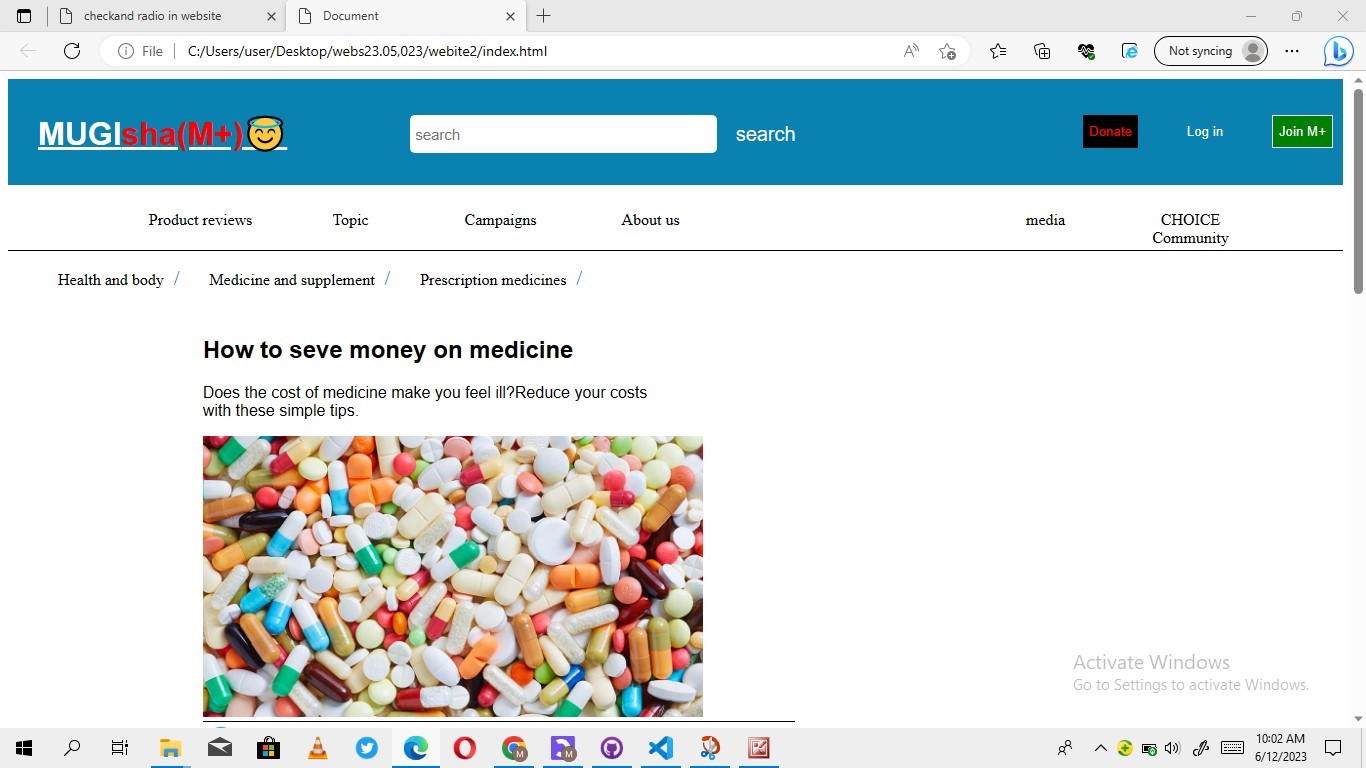 checkand radio in website
Document
File
C:/Users/user/Desktop/webs23.05,023/webite2/index.html
Not syncing
MUGIsha(M+)😇
search
search
Donate
Log in
Join M+
Product reviews
Topic
Campaigns
About us
media
CHOICE
Community
Health and body /
Medicine and supplement /
Prescription medicines /
How to seve money on medicine
Does the cost of medicine make you feel ill?Reduce your costs
with these simple tips.
Activate Windows
Go to Settings to activate Windows.
10:02 AM
6/12/2023